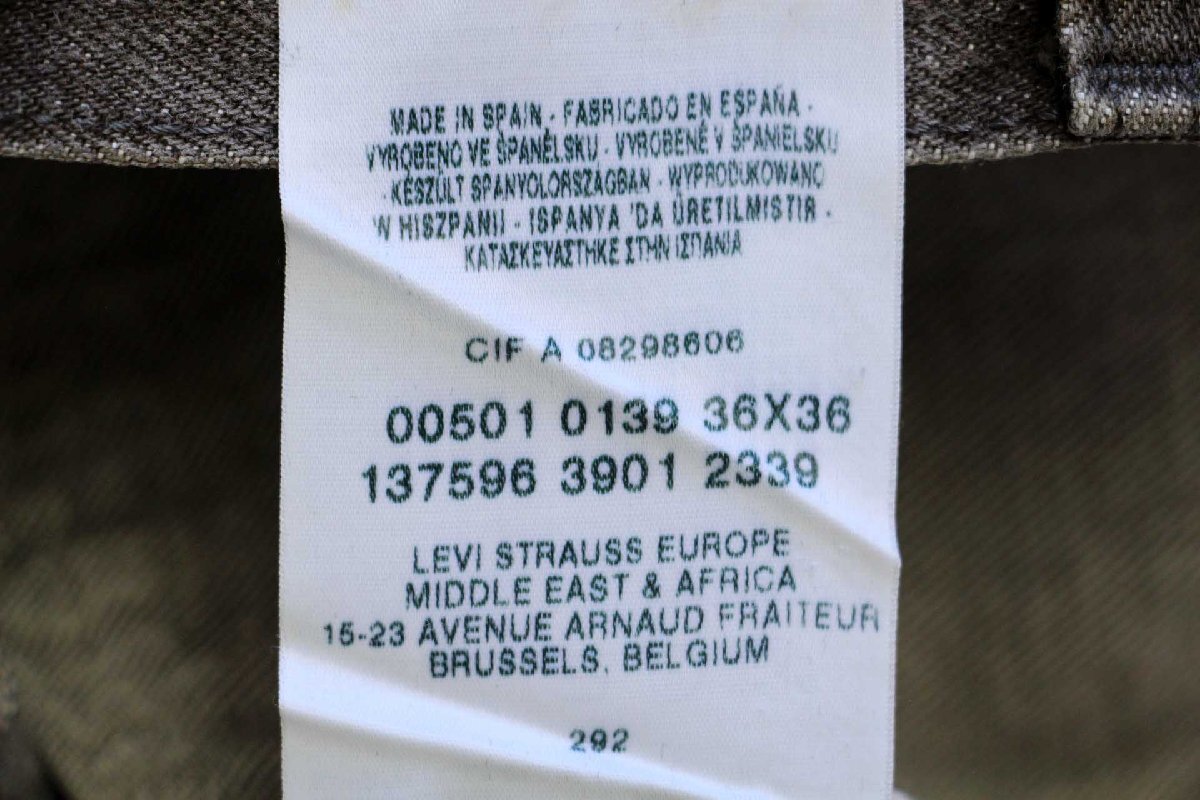 MADE IN SPAIN - FABRICADO EN ESPAÑA -
VYROBENO VE ŠPANĚLSKU - VYROBENÉ V ŠPANIELSKU
- KÉSZÜLT SPANYOLORSZAGBAN - WYPRODUKOWANO
W HISZPANII - ISPANYA 'DA ÜRETILMISTIR -
ΚΑΤΑΣΚΕΥΑΣΤΗΚΕ ΣΤΗΝ ΙΣΠΑΝΙΑ
CIF A 08298606
00501 0139 36X36
137596 3901 2339
LEVI STRAUSS EUROPE
MIDDLE EAST & AFRICA
15-23 AVENUE ARNAUD FRAITEUR
BRUSSELS, BELGIUM
292